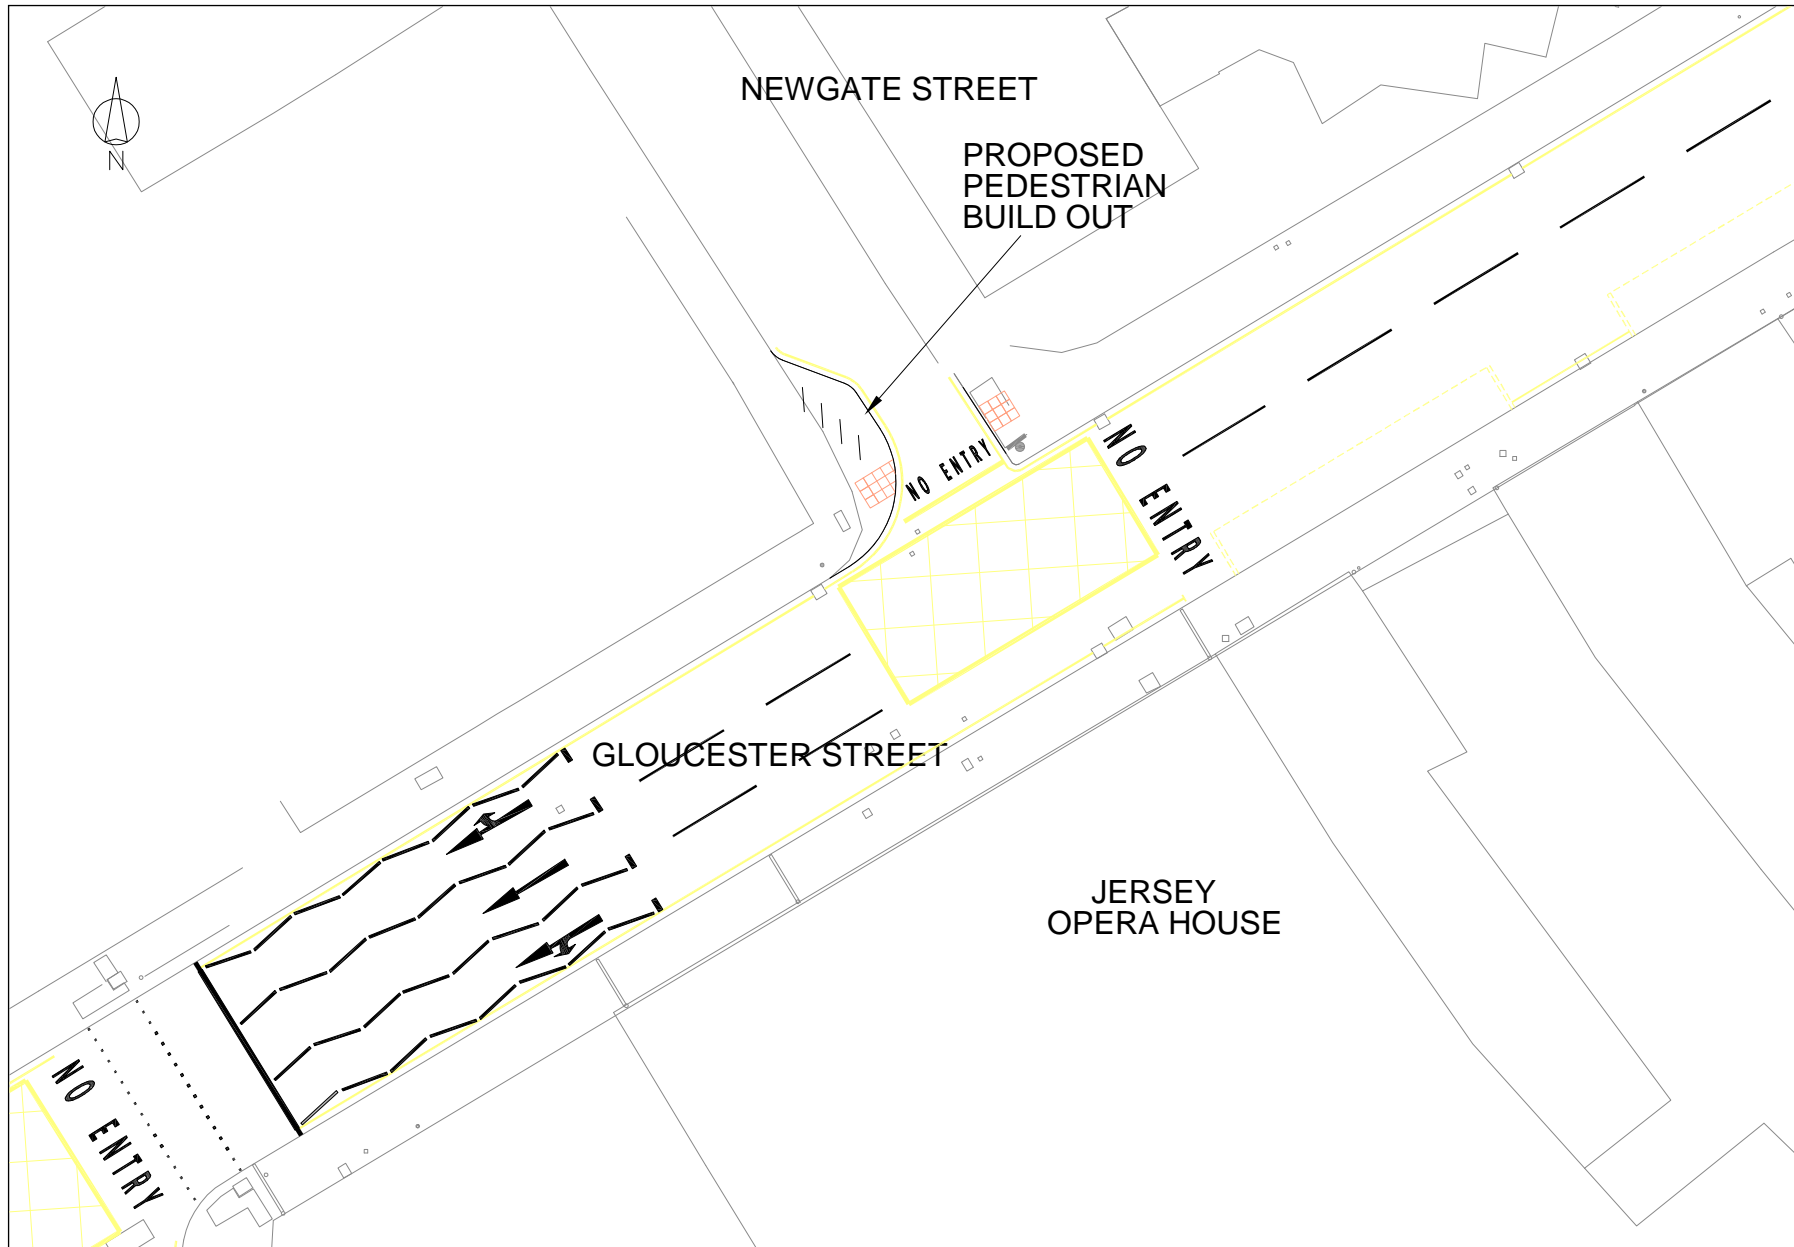 NEWGATE STREET
N
PROPOSED
PEDESTRIAN
BUILD OUT
NO ENTRY
NO ENTRY
GLOUCESTER STREET
JERSEY
OPERA HOUSE
NO ENTRY